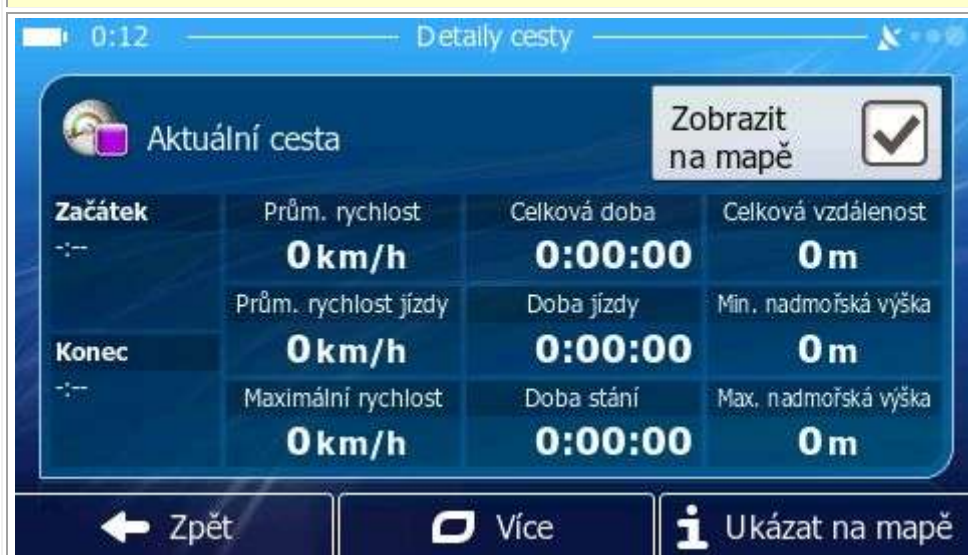 0:12 Detaily cesty
Aktuální cesta
Zobrazit
na mapě
Začátek
-:--
Konec
-:--
Prům. rychlost
0 km/h
Celková doba
0:00:00
Celková vzdálenost
0 m
Prům. rychlost jízdy
0 km/h
Doba jízdy
0:00:00
Min. nadmořská výška
0 m
Maximální rychlost
0 km/h
Doba stání
0:00:00
Max. nadmořská výška
0 m
Zpět
Více
Ukázat na mapě